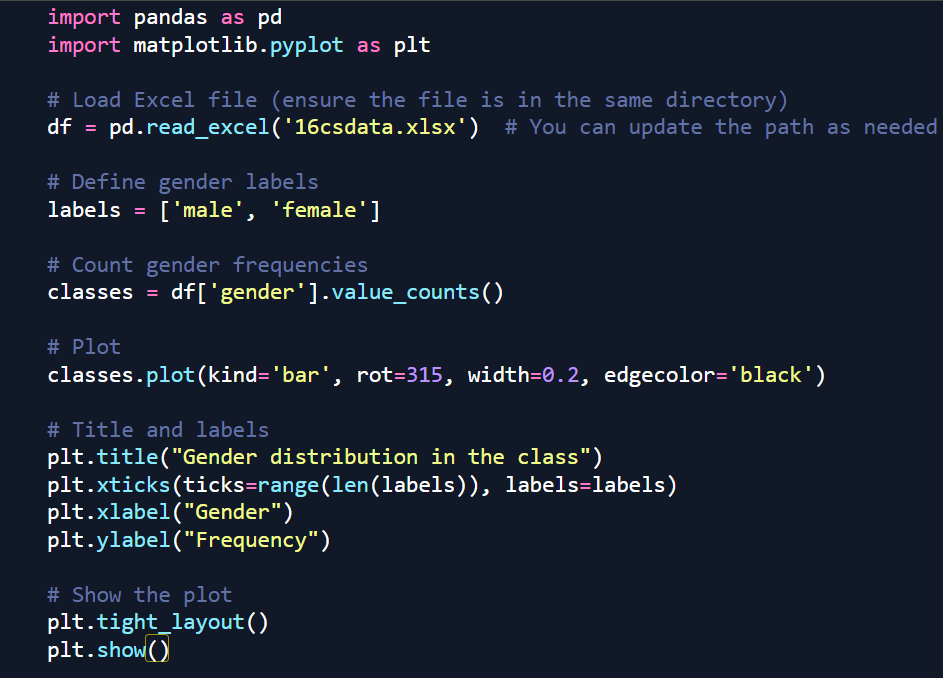 import pandas as pd
import matplotlib.pyplot as plt
# Load Excel file (ensure the file is in the same directory)
df = pd.read_excel('16csdata.xlsx')  # You can update the path as needed
# Define gender labels
labels = ['male', 'female']
# Count gender frequencies
classes = df['gender'].value_counts()
# Plot
classes.plot(kind='bar', rot=315, width=0.2, edgecolor='black')
# Title and labels
plt.title("Gender distribution in the class")
plt.xticks(ticks=range(len(labels)), labels=labels)
plt.xlabel("Gender")
plt.ylabel("Frequency")
# Show the plot
plt.tight_layout()
plt.show()